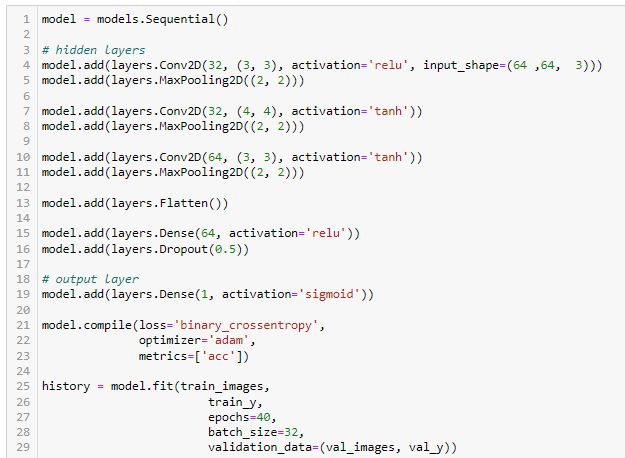 1 model = models.Sequential()
2
3 # hidden layers
4 model.add(layers.Conv2D(32, (3, 3), activation='relu', input_shape=(64 ,64,  3)))
5 model.add(layers.MaxPooling2D((2, 2)))
6
7 model.add(layers.Conv2D(32, (4, 4), activation='tanh'))
8 model.add(layers.MaxPooling2D((2, 2)))
9
10 model.add(layers.Conv2D(64, (3, 3), activation='tanh'))
11 model.add(layers.MaxPooling2D((2, 2)))
12
13 model.add(layers.Flatten())
14
15 model.add(layers.Dense(64, activation='relu'))
16 model.add(layers.Dropout(0.5))
17
18 # output layer
19 model.add(layers.Dense(1, activation='sigmoid'))
20
21 model.compile(loss='binary_crossentropy',
22              optimizer='adam',
23              metrics=['acc'])
24
25 history = model.fit(train_images,
26                        train_y,
27                        epochs=40,
28                        batch_size=32,
29                        validation_data=(val_images, val_y))